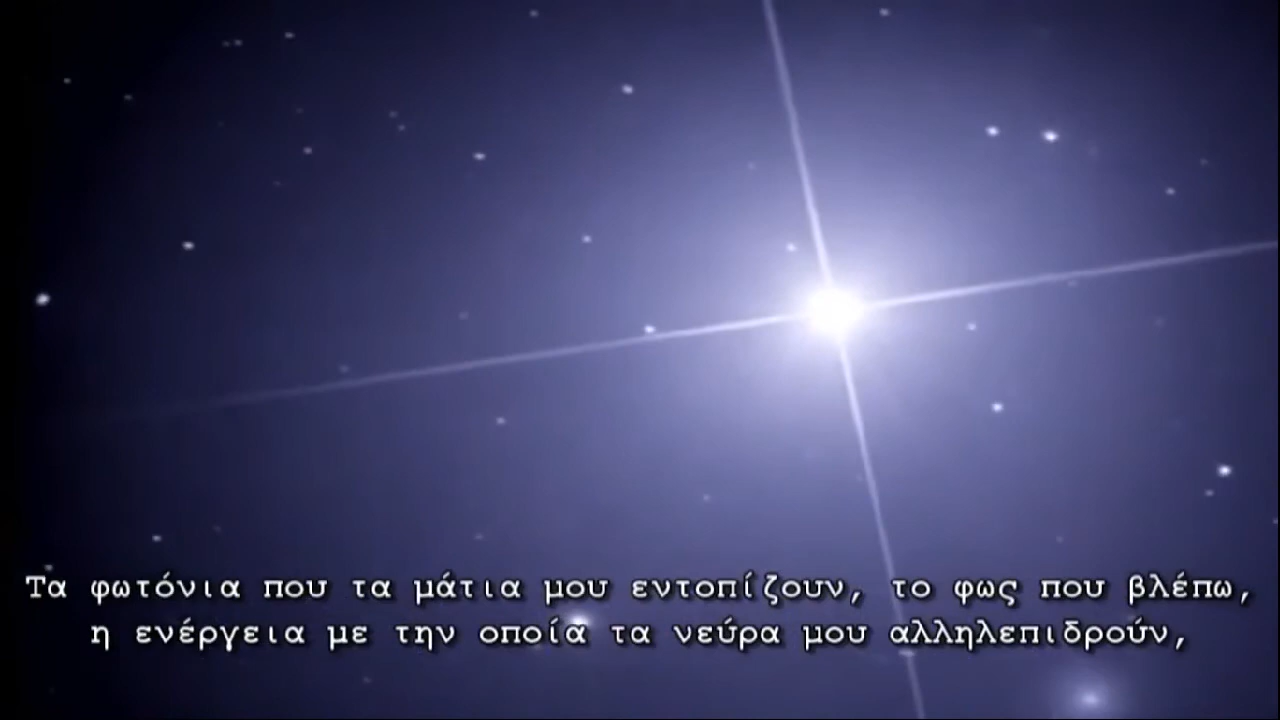 Τα φωτόνια που τα μάτια μου εντοπίζουν, το φως που βλέπω,
η ενέργεια με την οποία τα νεύρα μου αλληλεπιδρούν,